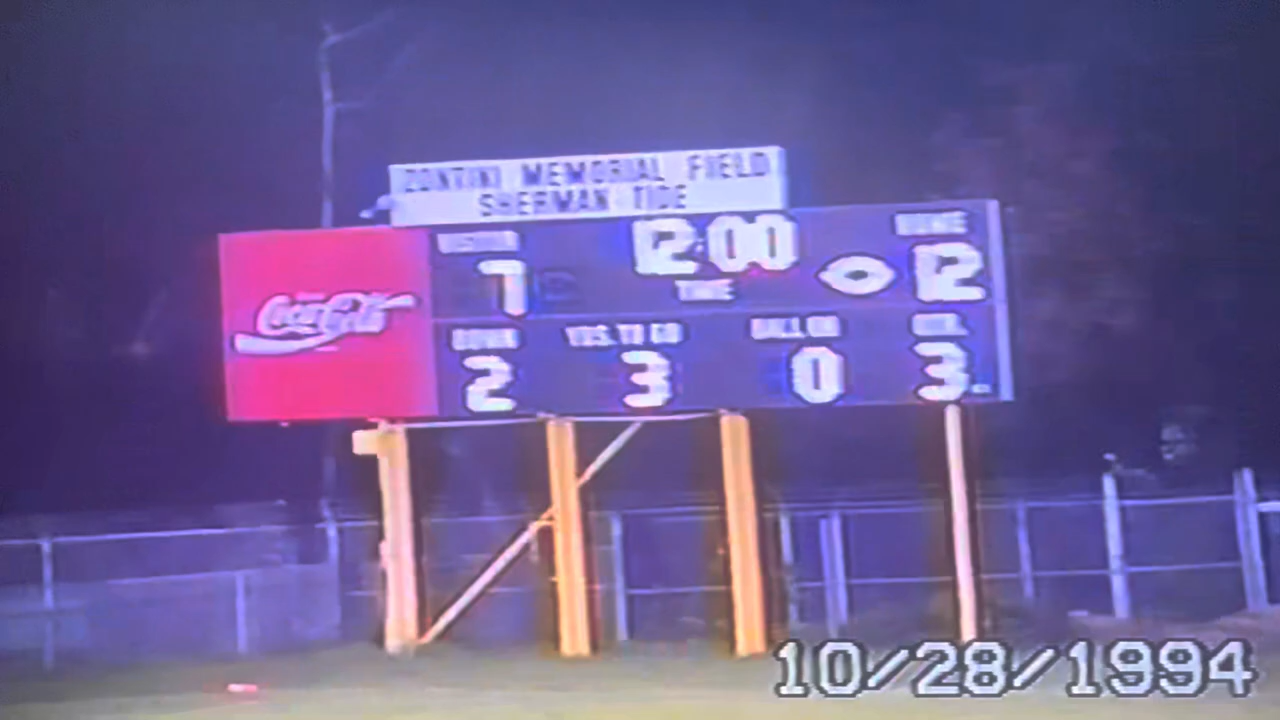 ZONTINI MEMORIAL FIELD
SHERMAN TIDE
VISITOR 12:00 HOME
7 TIME 12
Coca-Cola
DOWN YDS. TO GO BALL ON QTR.
2 3 0 3
10/28/1994